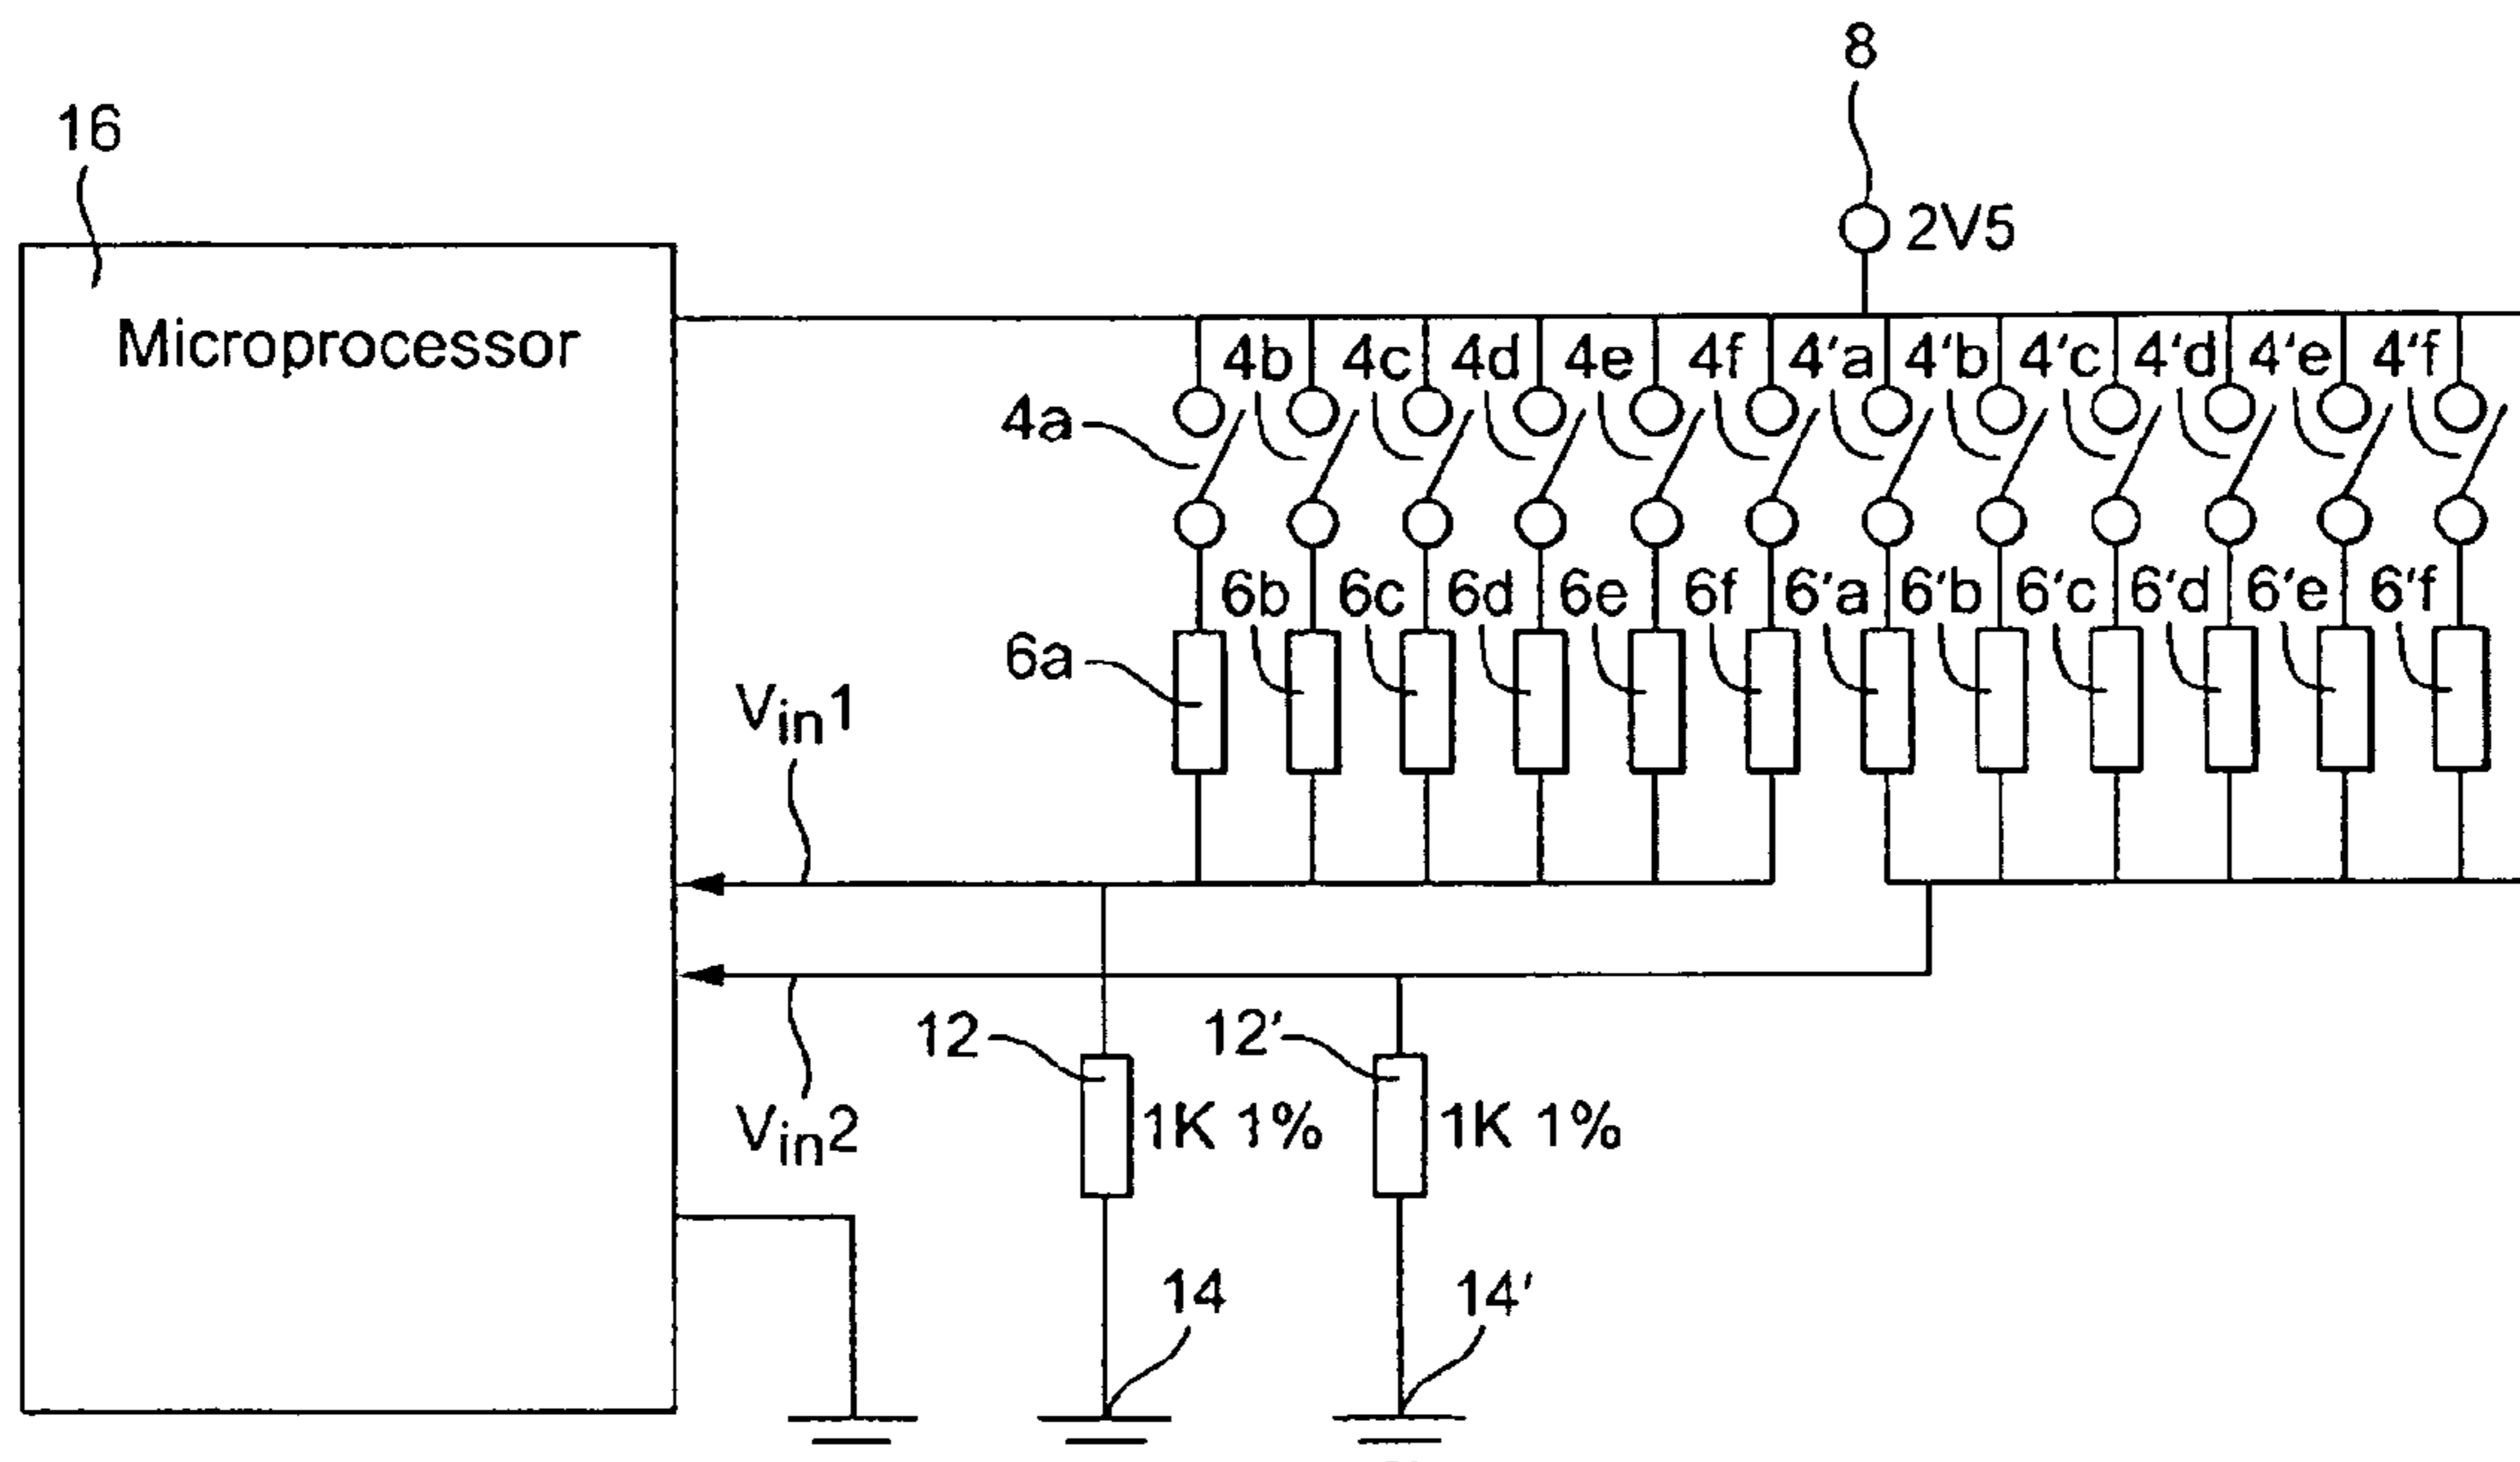 8
16
2V5
Microprocessor
4a 4b 4c 4d 4e 4f 4'a 4'b 4'c 4'd 4'e 4'f
6a 6b 6c 6d 6e 6f 6'a 6'b 6'c 6'd 6'e 6'f
Vin1
12 12'
Vin2
1K 1% 1K 1%
14 14'